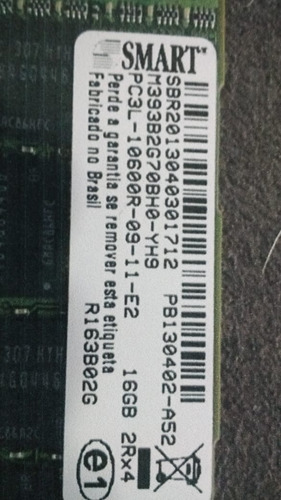 SMART
SBR2013040301712 PB130402-A52
M393B2G70BH0-YH9
PC3L-10600R-09-11-E2 16GB 2Rx4
Perde a garantia se remover esta etiqueta
Fabricado no Brasil R163B02G
e1